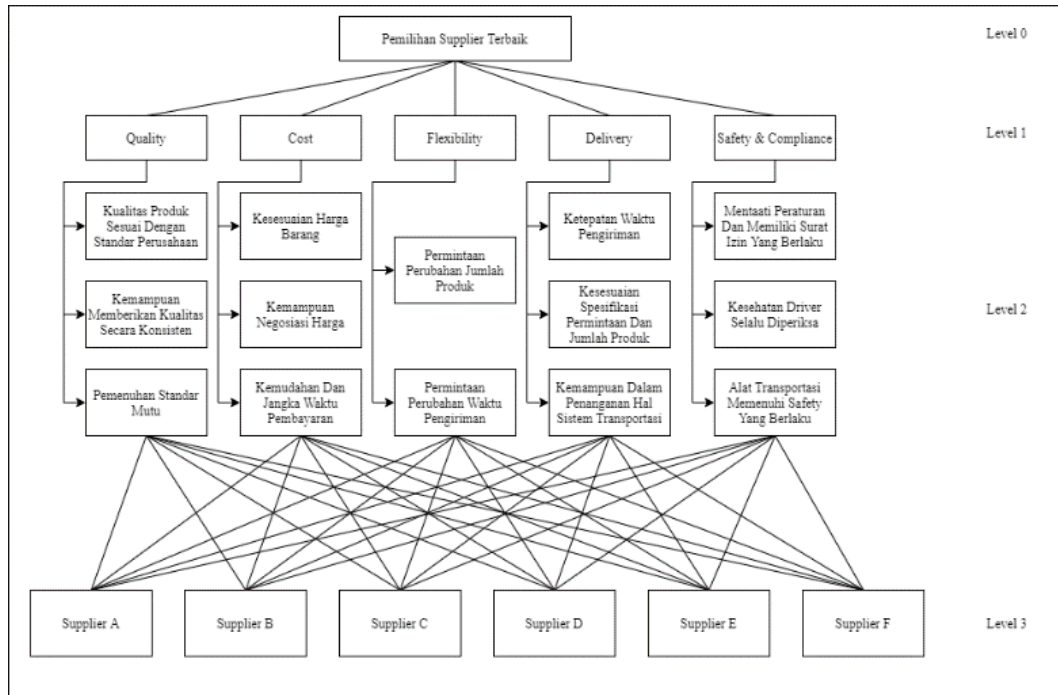 Pemilihan Supplier Terbaik
Level 0
Quality
Cost
Flexibility
Delivery
Safety & Compliance
Level 1
Kualitas Produk
Sesuai Dengan
Standar Perusahaan
Kesesuaian Harga
Barang
Permintaan
Perubahan Jumlah
Produk
Ketepatan Waktu
Pengiriman
Mentaati Peraturan
Dan Memiliki Surat
Izin Yang Berlaku
Kemampuan
Memberikan Kualitas
Secara Konsisten
Kemampuan
Negosiasi Harga
Kesesuaian
Spesifikasi
Permintaan Dan
Jumlah Produk
Kesehatan Driver
Selalu Diperiksa
Level 2
Pemenuhan Standar
Mutu
Kemudahan Dan
Jangka Waktu
Pembayaran
Permintaan
Perubahan Waktu
Pengiriman
Kemampuan Dalam
Penanganan Hal
Sistem Transportasi
Alat Transportasi
Memenuhi Safety
Yang Berlaku
Supplier A
Supplier B
Supplier C
Supplier D
Supplier E
Supplier F
Level 3